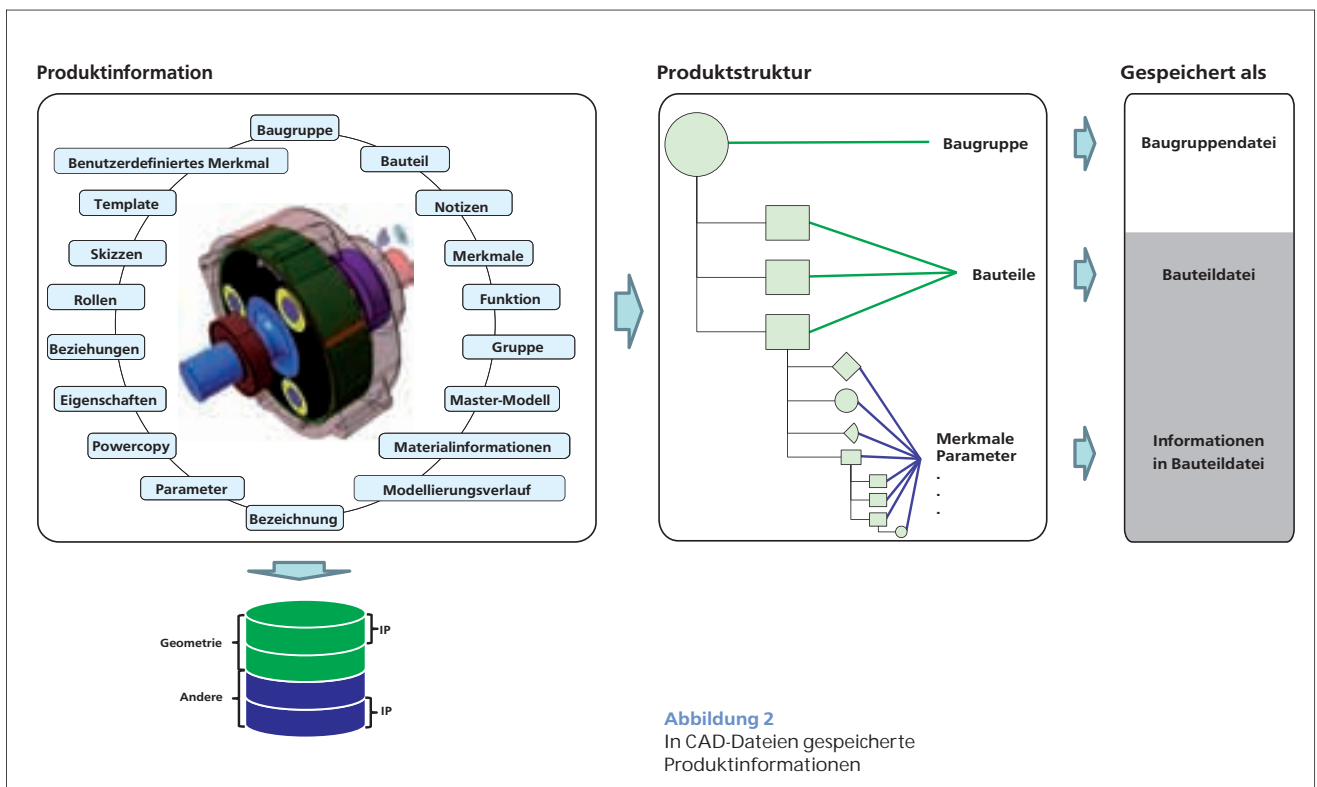 Produktinformation
Baugruppe
Benutzerdefiniertes Merkmal
Bauteil
Template
Notizen
Skizzen
Merkmale
Rollen
Funktion
Beziehungen
Gruppe
Eigenschaften
Master-Modell
Powercopy
Materialinformationen
Parameter
Modellierungsverlauf
Bezeichnung
Geometrie
IP
Andere
IP
Produktstruktur
Baugruppe
Bauteile
Merkmale
Parameter
.
.
.
Gespeichert als
Baugruppendatei
Bauteildatei
Informationen
in Bauteildatei
Abbildung 2
In CAD-Dateien gespeicherte
Produktinformationen